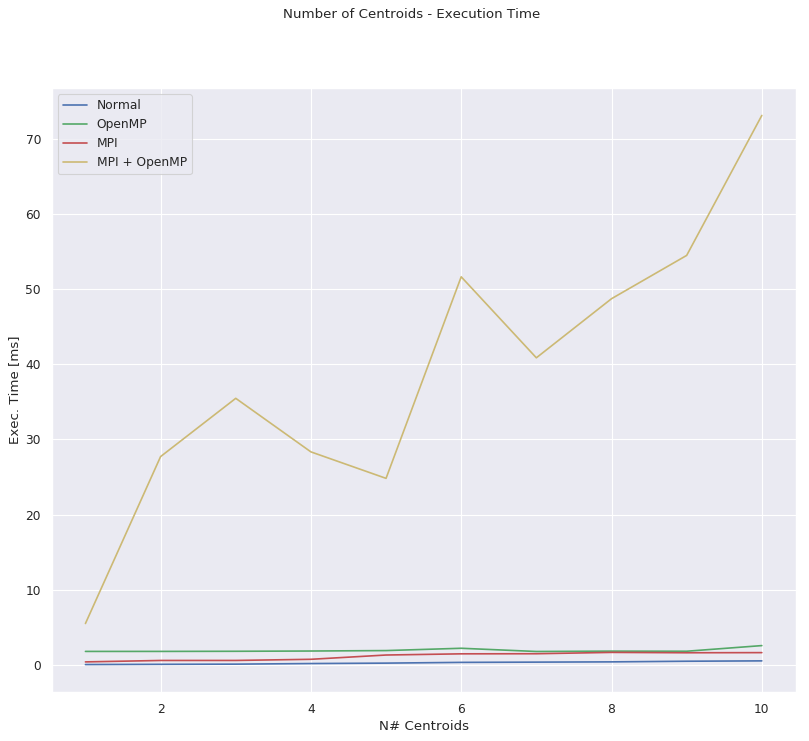 Number of Centroids - Execution Time
Normal
OpenMP
MPI
MPI + OpenMP
70
60
50
40
30
20
10
0
Exec. Time [ms]
2 4 6 8 10
N# Centroids